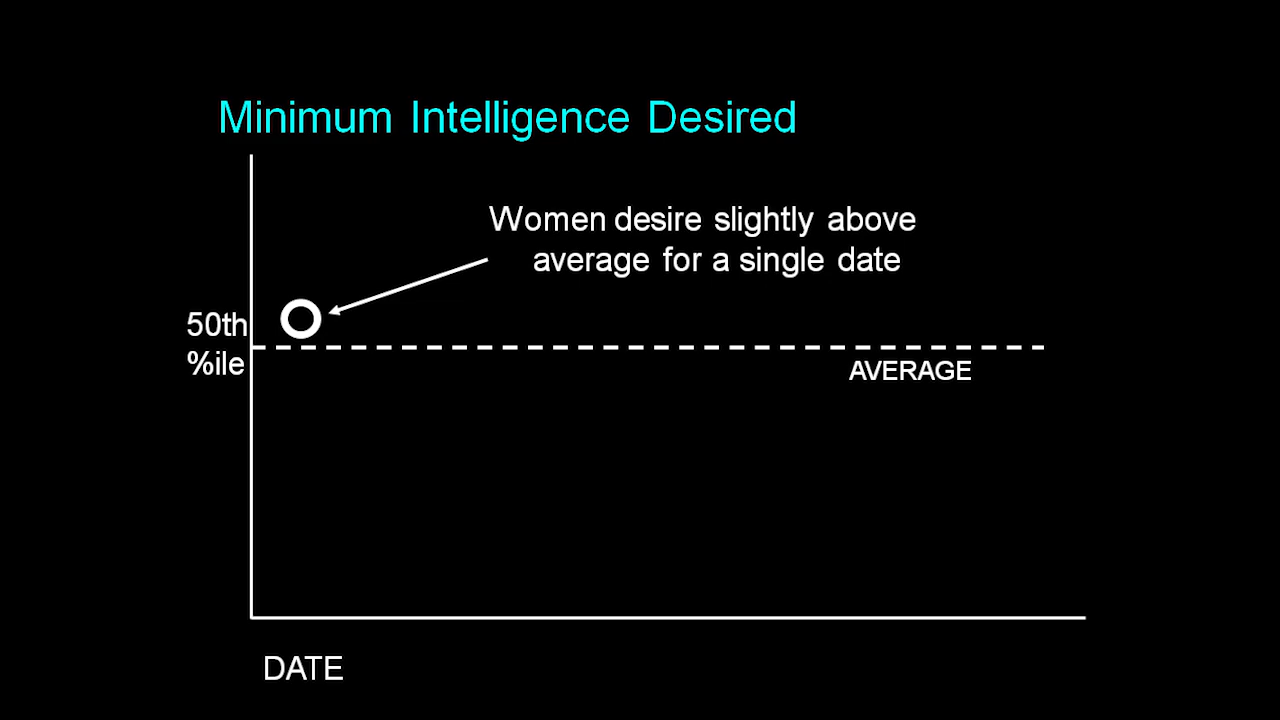 Minimum Intelligence Desired
Women desire slightly above
average for a single date
50th
%ile
AVERAGE
DATE